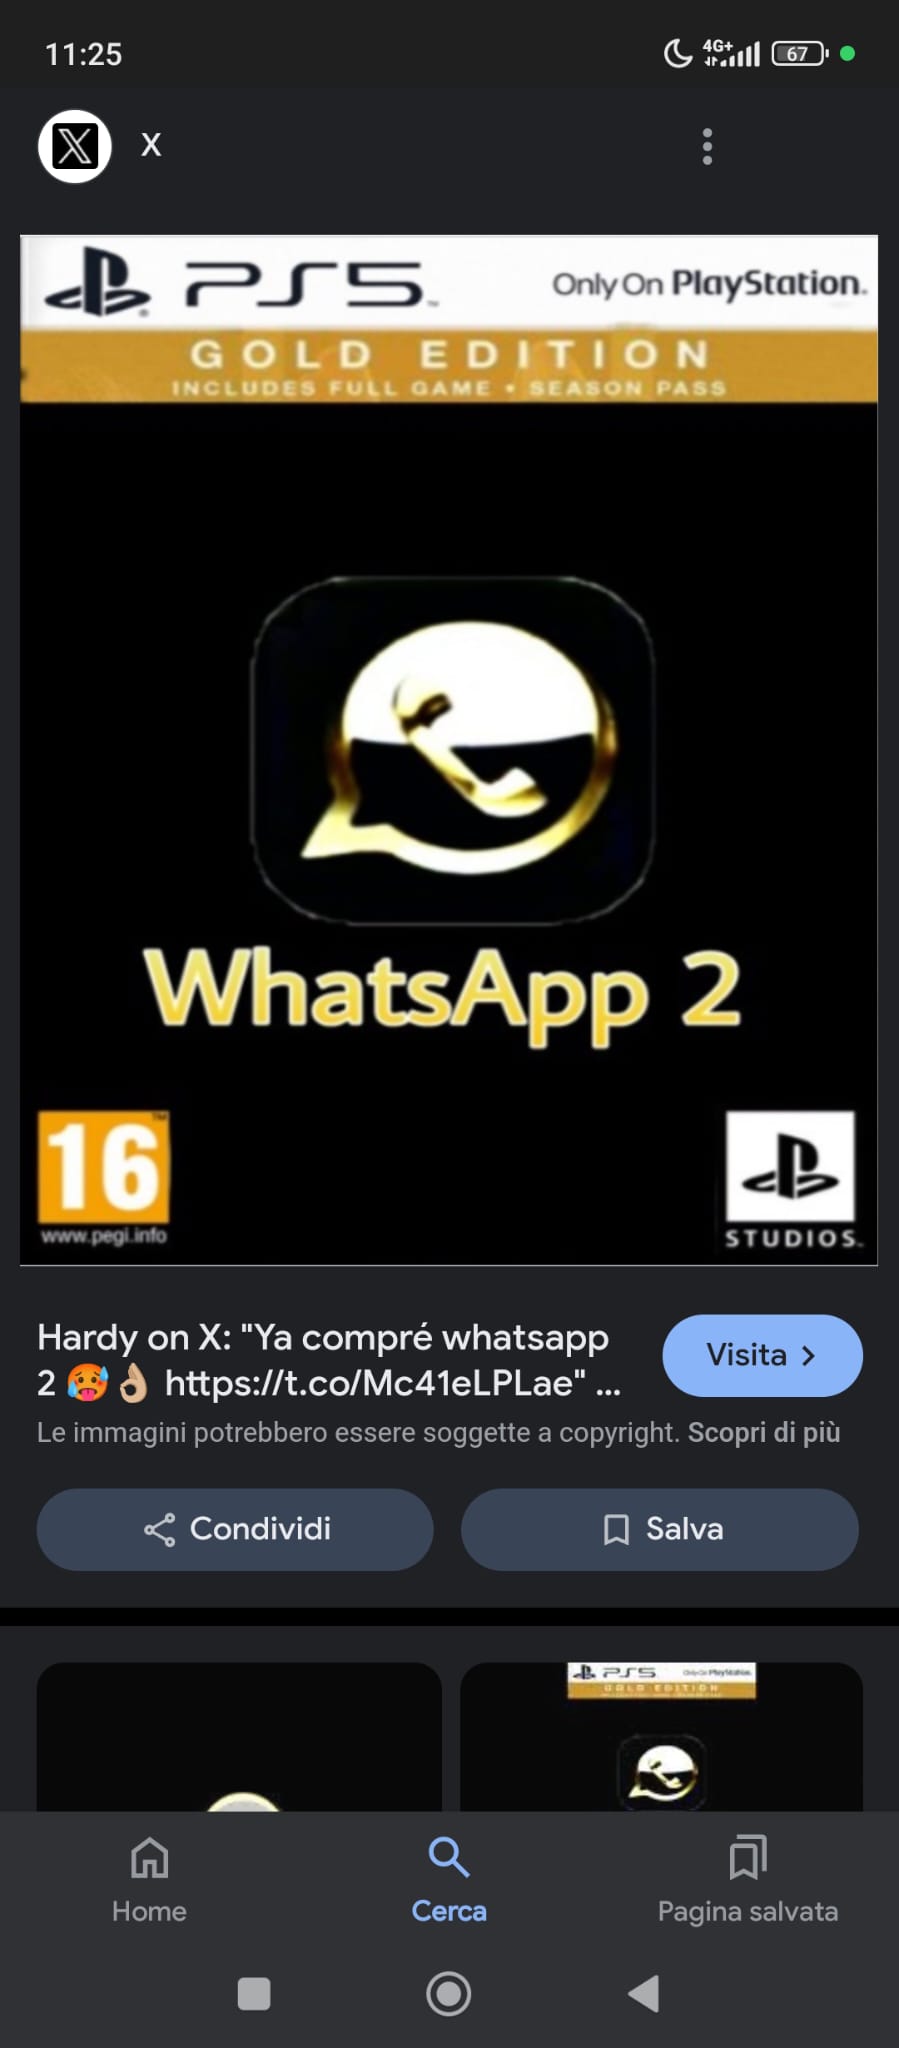 11:25
4G+
67
X
PS5
Only On PlayStation.
GOLD EDITION
INCLUDES FULL GAME • SEASON PASS
WhatsApp 2
16
www.pegi.info
STUDIOS
Hardy on X: "Ya compré whatsapp
2 🥵👌🏼 https://t.co/Mc41eLPLae" ...
Visita
Le immagini potrebbero essere soggette a copyright. Scopri di più
Condividi
Salva
PS5
Only On PlayStation.
GOLD EDITION
Home
Cerca
Pagina salvata